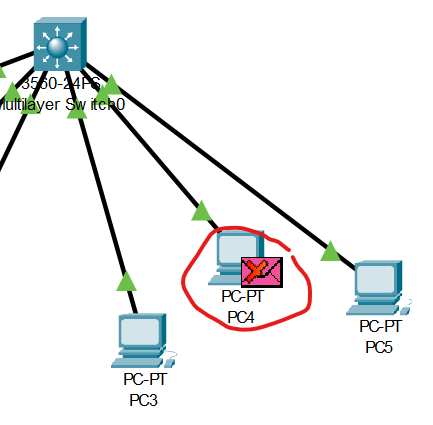 3560-24PS
Multilayer Switch0
PC-PT
PC4
PC-PT
PC5
PC-PT
PC3